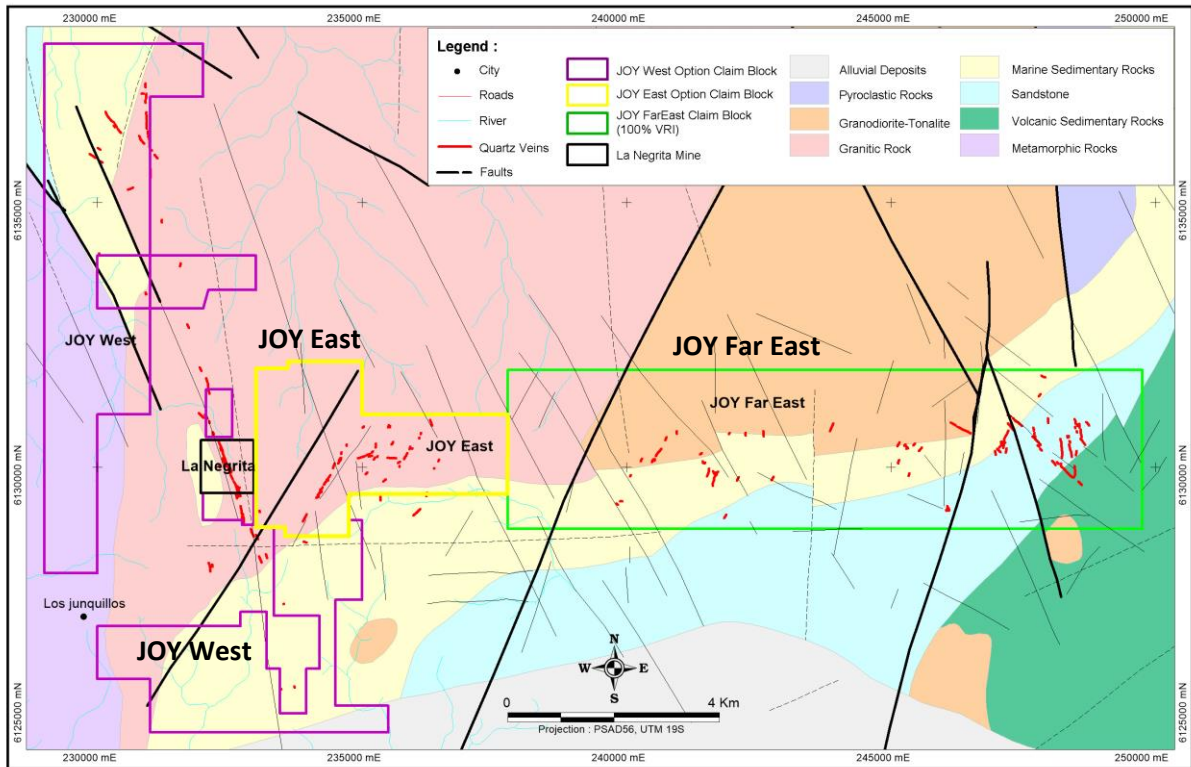 230000 mE
235000 mE
240000 mE
245000 mE
250000 mE
Legend :
City
Roads
River
Quartz Veins
Faults
JOY West Option Claim Block
JOY East Option Claim Block
JOY FarEast Claim Block
(100% VRI)
La Negrita Mine
Alluvial Deposits
Pyroclastic Rocks
Granodiorite-Tonalite
Granitic Rock
Marine Sedimentary Rocks
Sandstone
Volcanic Sedimentary Rocks
Metamorphic Rocks
6135000 mN
6135000 mN
JOY West
JOY East
JOY Far East
JOY Far East
JOY East
La Negrita
6130000 mN
6130000 mN
Los junquillos
JOY West
N
W
E
S
0
4 Km
Projection : PSAD56, UTM 19S
6125000 mN
6125000 mN
230000 mE
235000 mE
240000 mE
245000 mE
250000 mE